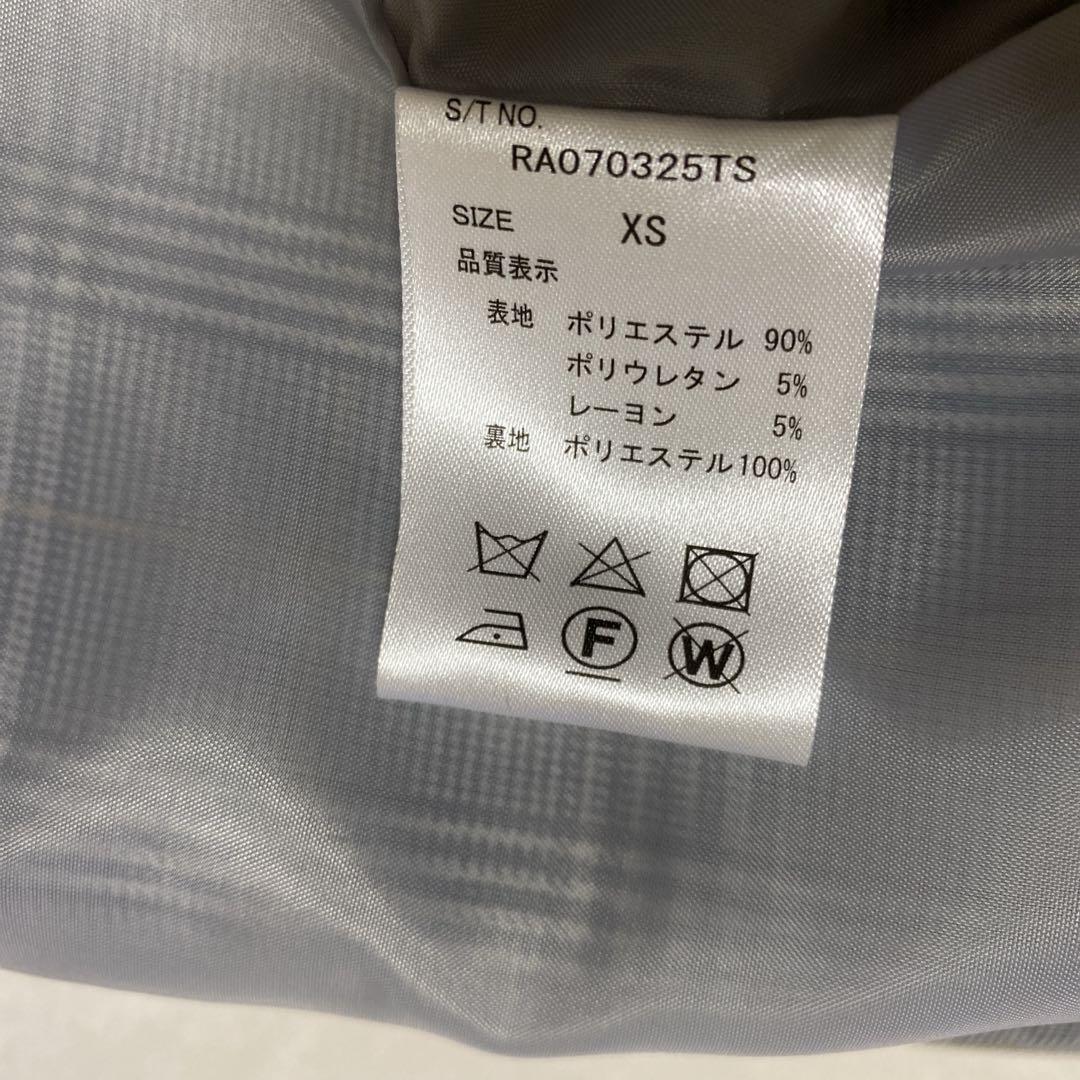 S/T NO.
RA070325TS
SIZE XS
品質表示
表地 ポリエステル 90%
ポリウレタン 5%
レーヨン 5%
裏地 ポリエステル100%
F
W